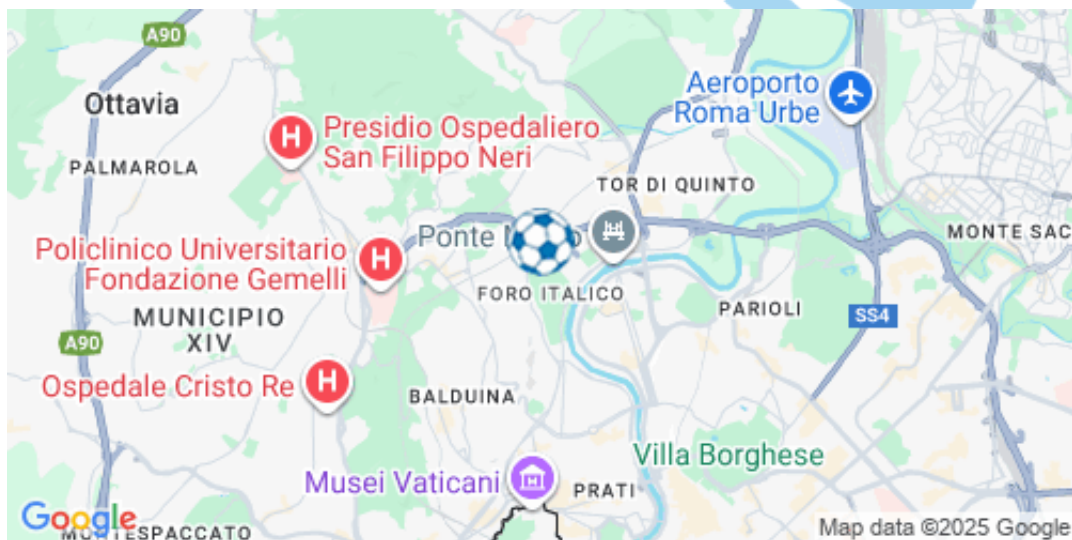 A90
Ottavia
PALMAROLA
Presidio Ospedaliero
San Filippo Neri
Aeroporto
Roma Urbe
TOR DI QUINTO
MONTE SAC
Policlinico Universitario
Fondazione Gemelli
Ponte
FORO ITALICO
PARIOLI
SS4
MUNICIPIO
XIV
A90
Ospedale Cristo Re
BALDUINA
Villa Borghese
Musei Vaticani
PRATI
Google
SPACCATO
Map data ©2025 Google